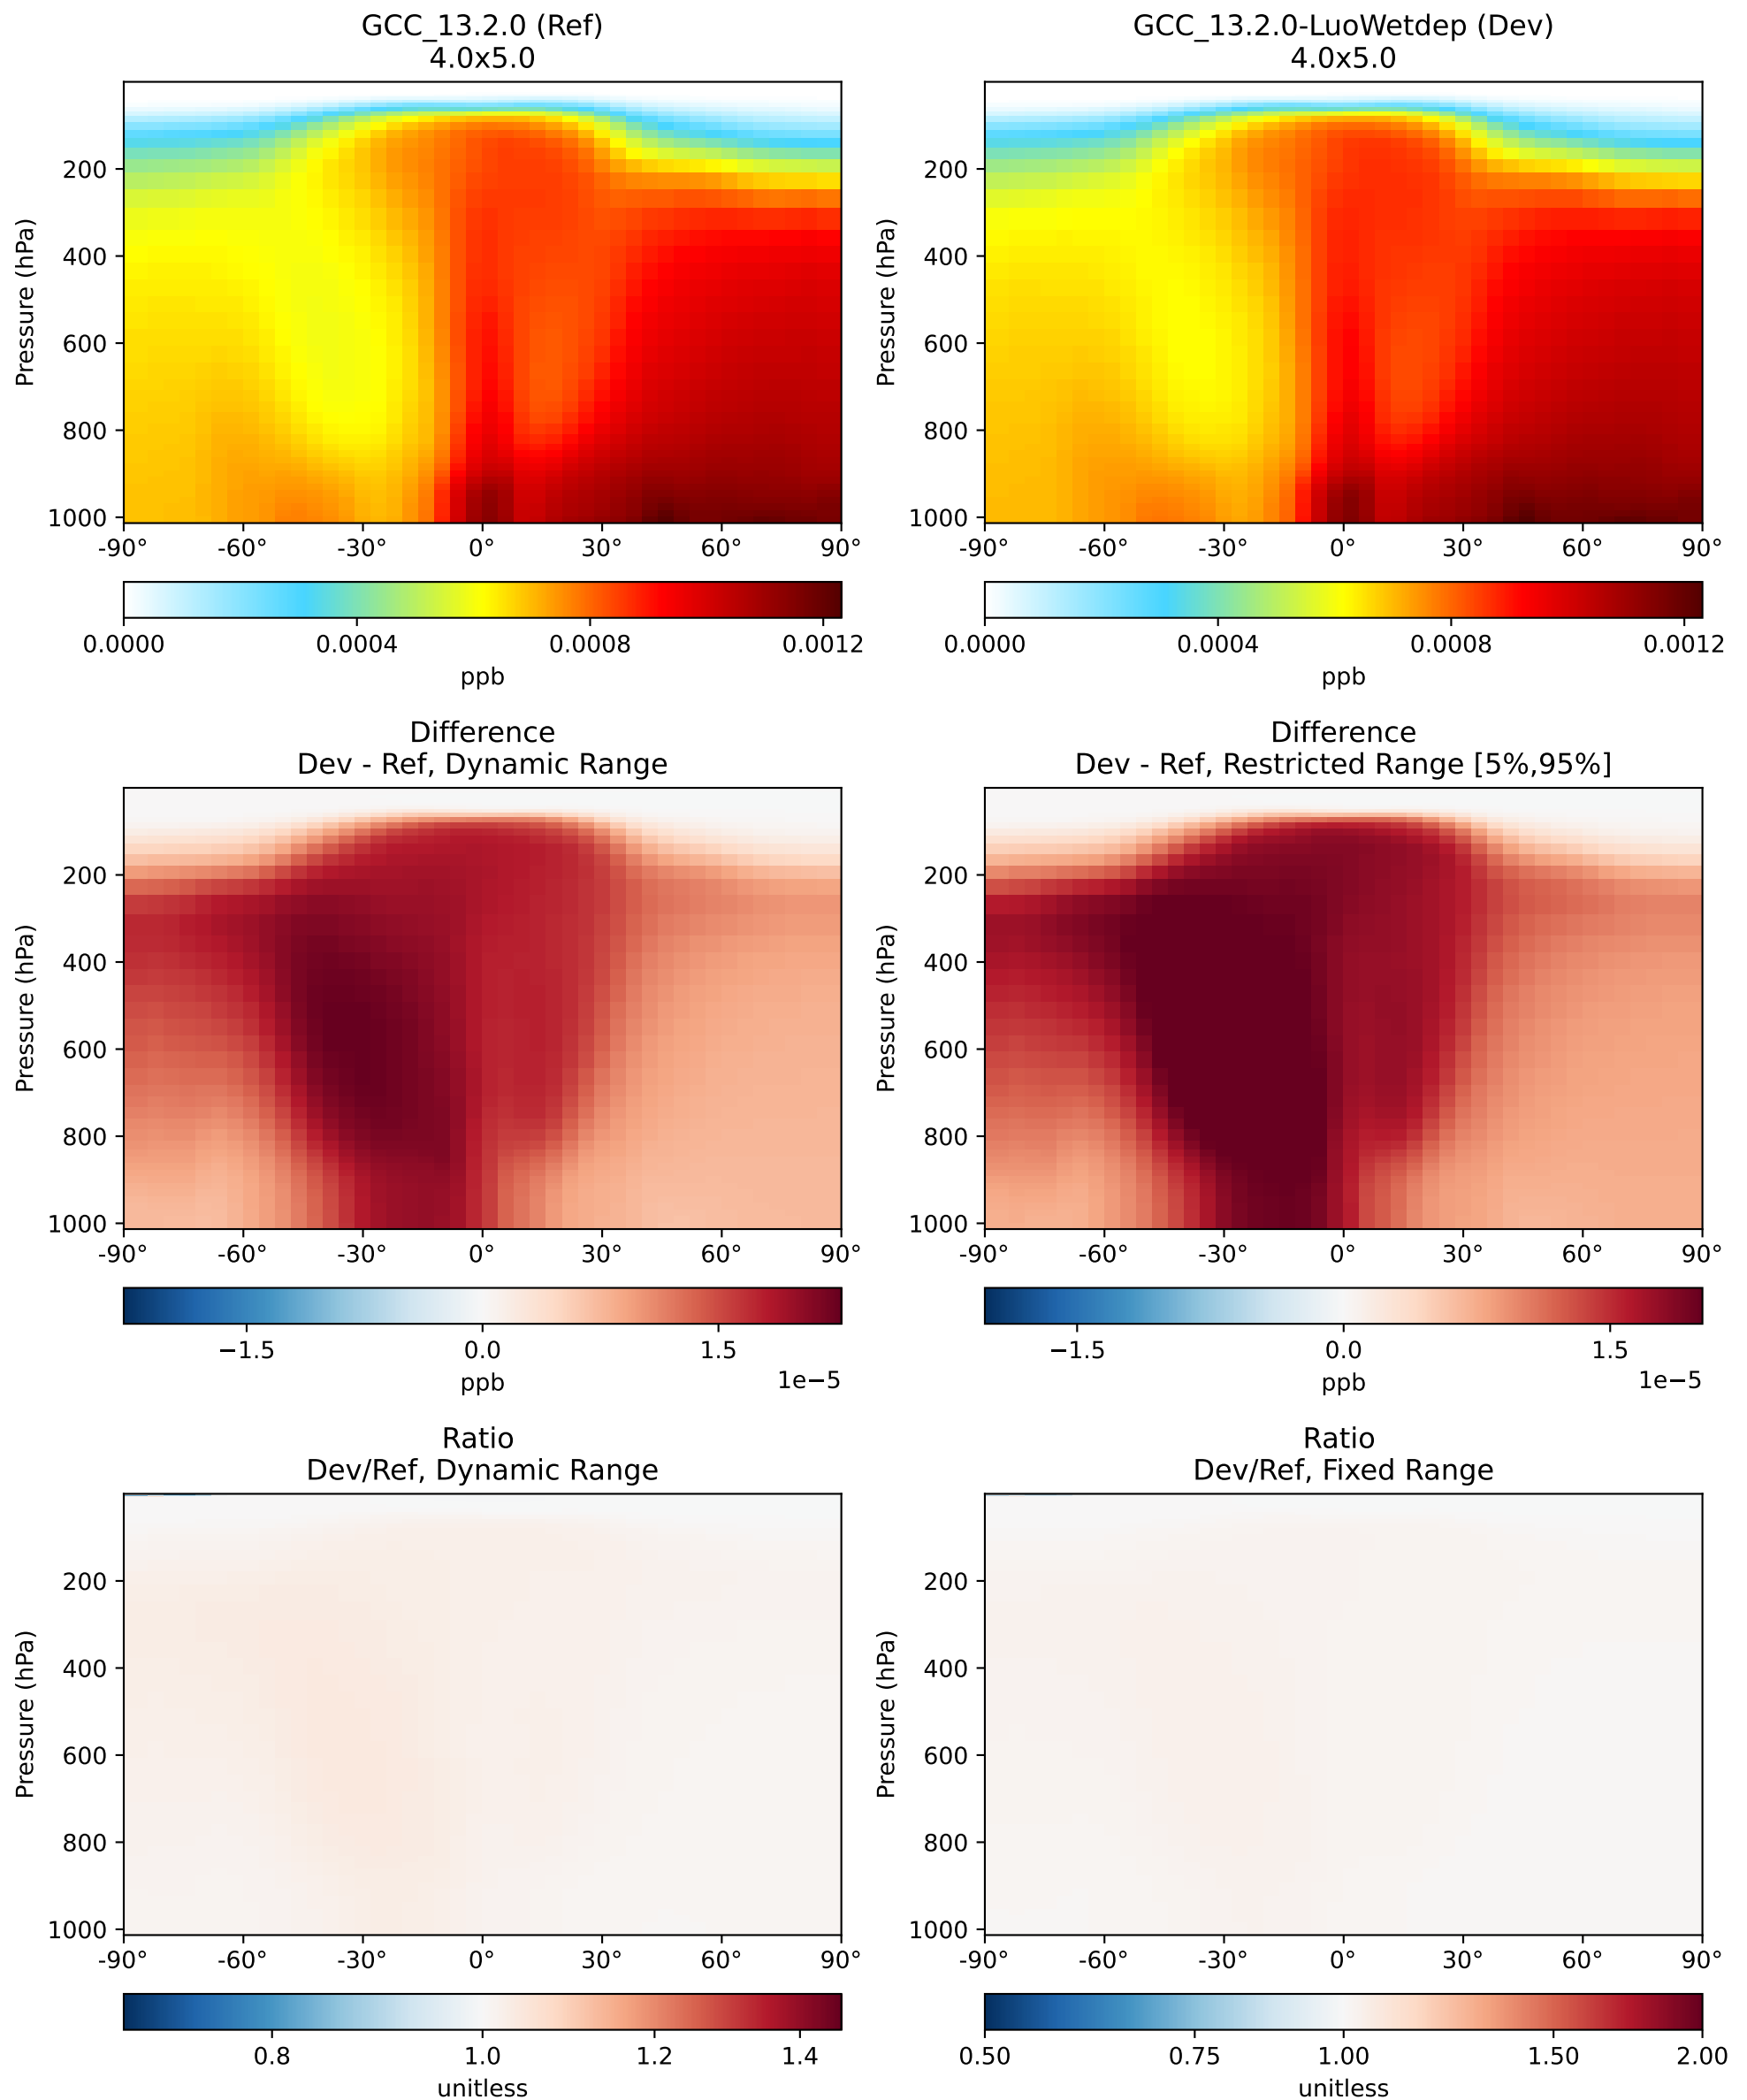 GCC_13.2.0 (Ref)
4.0x5.0
Pressure (hPa)
200
400
600
800
1000
-90° -60° -30° 0° 30° 60° 90°
0.0000 0.0004 0.0008 0.0012
ppb
GCC_13.2.0-LuoWetdep (Dev)
4.0x5.0
Pressure (hPa)
200
400
600
800
1000
-90° -60° -30° 0° 30° 60° 90°
0.0000 0.0004 0.0008 0.0012
ppb
Difference
Dev - Ref, Dynamic Range
Pressure (hPa)
200
400
600
800
1000
-90° -60° -30° 0° 30° 60° 90°
−1.5 0.0 1.5
ppb 1e−5
Difference
Dev - Ref, Restricted Range [5%,95%]
Pressure (hPa)
200
400
600
800
1000
-90° -60° -30° 0° 30° 60° 90°
−1.5 0.0 1.5
ppb 1e−5
Ratio
Dev/Ref, Dynamic Range
Pressure (hPa)
200
400
600
800
1000
-90° -60° -30° 0° 30° 60° 90°
0.8 1.0 1.2 1.4
unitless
Ratio
Dev/Ref, Fixed Range
Pressure (hPa)
200
400
600
800
1000
-90° -60° -30° 0° 30° 60° 90°
0.50 0.75 1.00 1.50 2.00
unitless